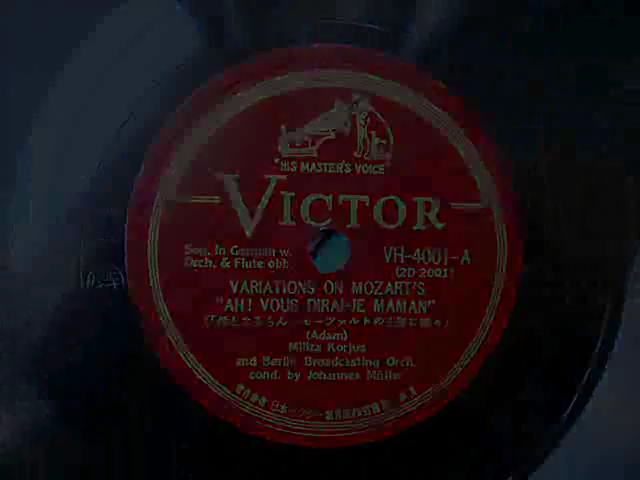 "HIS MASTER'S VOICE"
VICTOR
Sop. in German w.
Orch. & Flute obb.
VH-4001-A
(2D 2001)
VARIATIONS ON MOZART'S
"AH! VOUS DIRAI-JE MAMAN"
(Adam)
Miliza Korjus
and Berlin Broadcasting Orch.
cond. by Johannes Müller